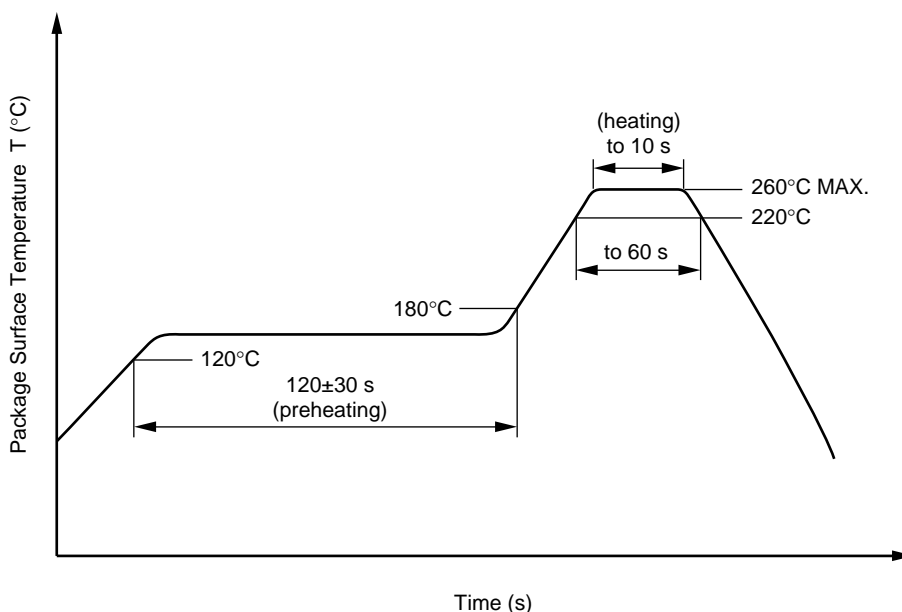 Package Surface Temperature T (°C)
(heating)
to 10 s
260°C MAX.
220°C
to 60 s
180°C
120°C
120±30 s
(preheating)
Time (s)